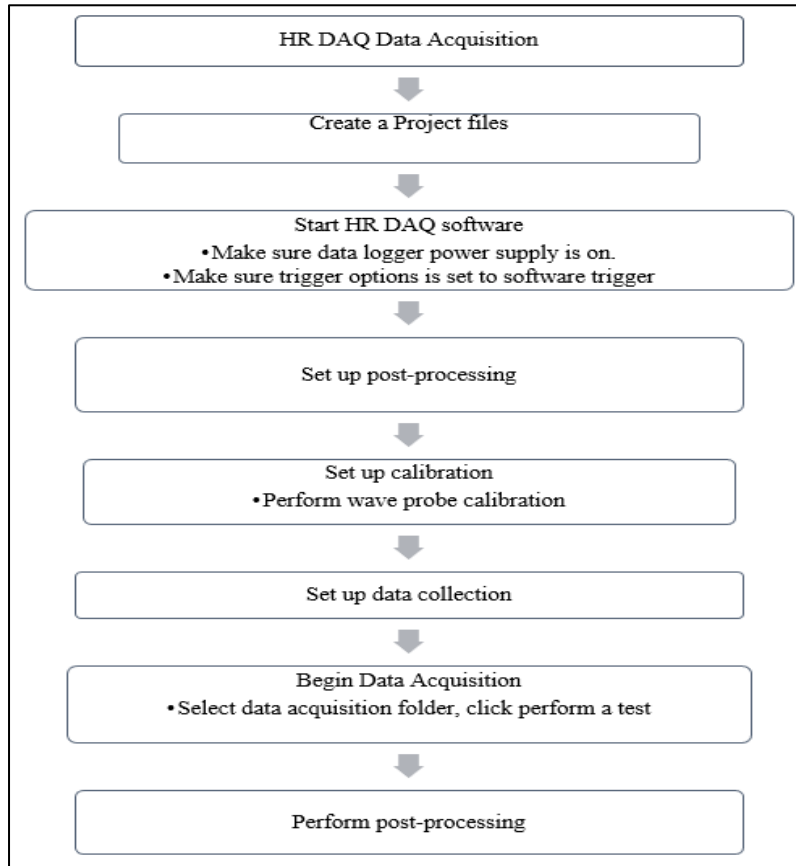 HR DAQ Data Acquisition
Create a Project files
Start HR DAQ software
•Make sure data logger power supply is on.
•Make sure trigger options is set to software trigger
Set up post-processing
Set up calibration
•Perform wave probe calibration
Set up data collection
Begin Data Acquisition
•Select data acquisition folder, click perform a test
Perform post-processing